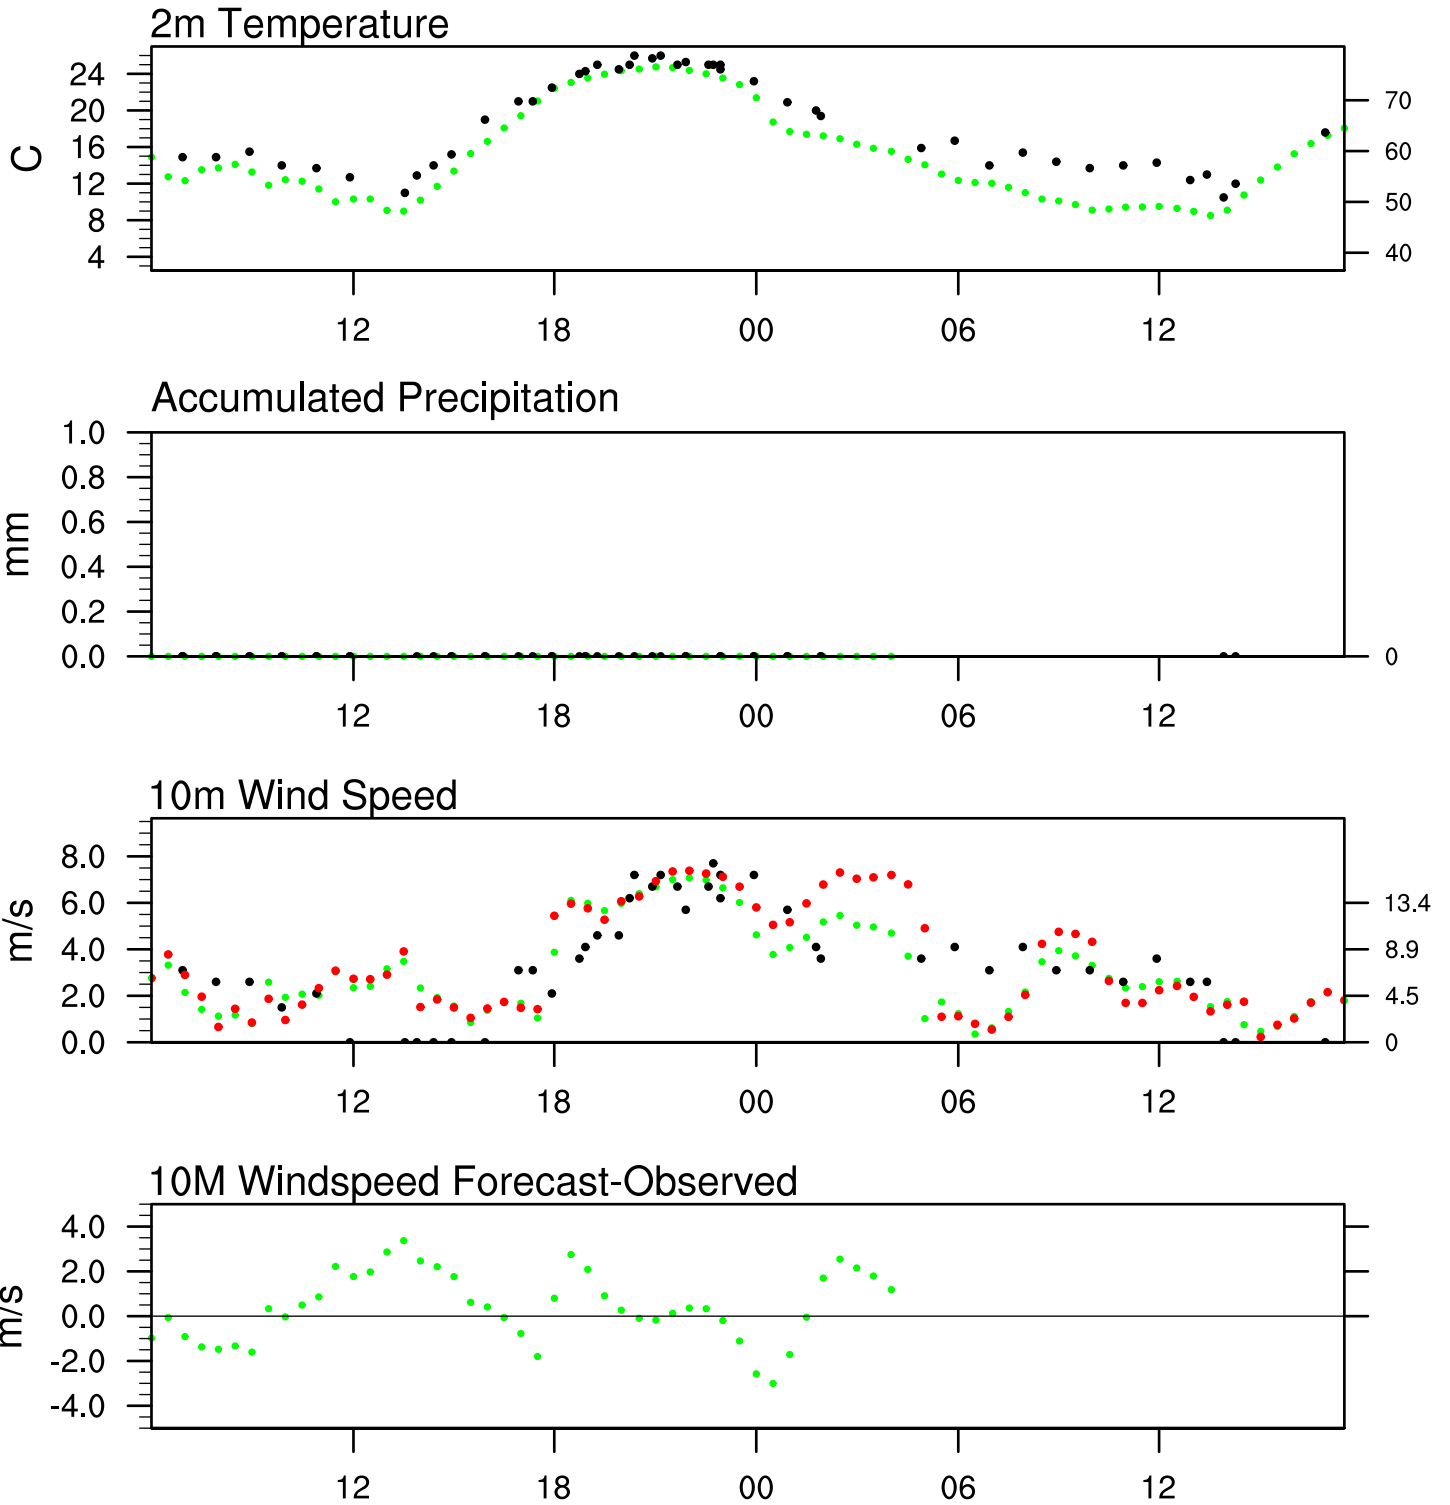 2m Temperature
C
24
20
16
12
8
4
70
60
50
40
12 18 00 06 12
Accumulated Precipitation
mm
1.0
0.8
0.6
0.4
0.2
0.0
0
12 18 00 06 12
10m Wind Speed
m/s
8.0
6.0
4.0
2.0
0.0
13.4
8.9
4.5
0
12 18 00 06 12
10M Windspeed Forecast-Observed
m/s
4.0
2.0
0.0
-2.0
-4.0
12 18 00 06 12